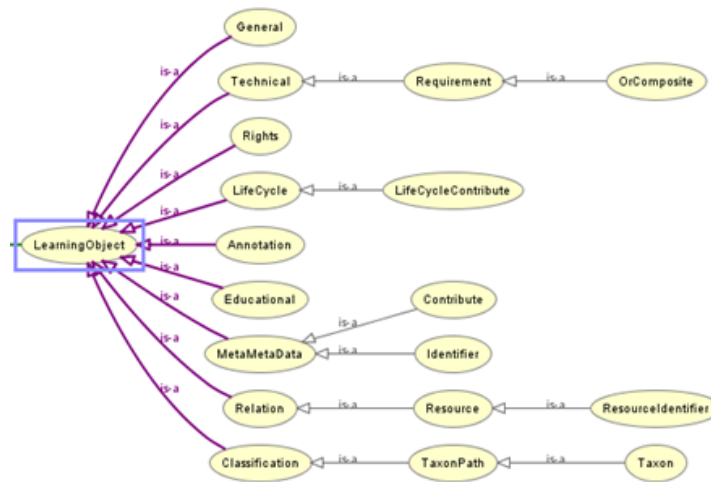 General
is-a
Technical
is-a
Requirement
is-a
OrComposite
is-a
Rights
is-a
LifeCycle
is-a
LifeCycleContribute
is-a
LearningObject
is-a
Annotation
is-a
Educational
is-a
Contribute
is-a
MetaMetaData
is-a
Identifier
is-a
Relation
is-a
Resource
is-a
ResourceIdentifier
is-a
Classification
is-a
TaxonPath
is-a
Taxon